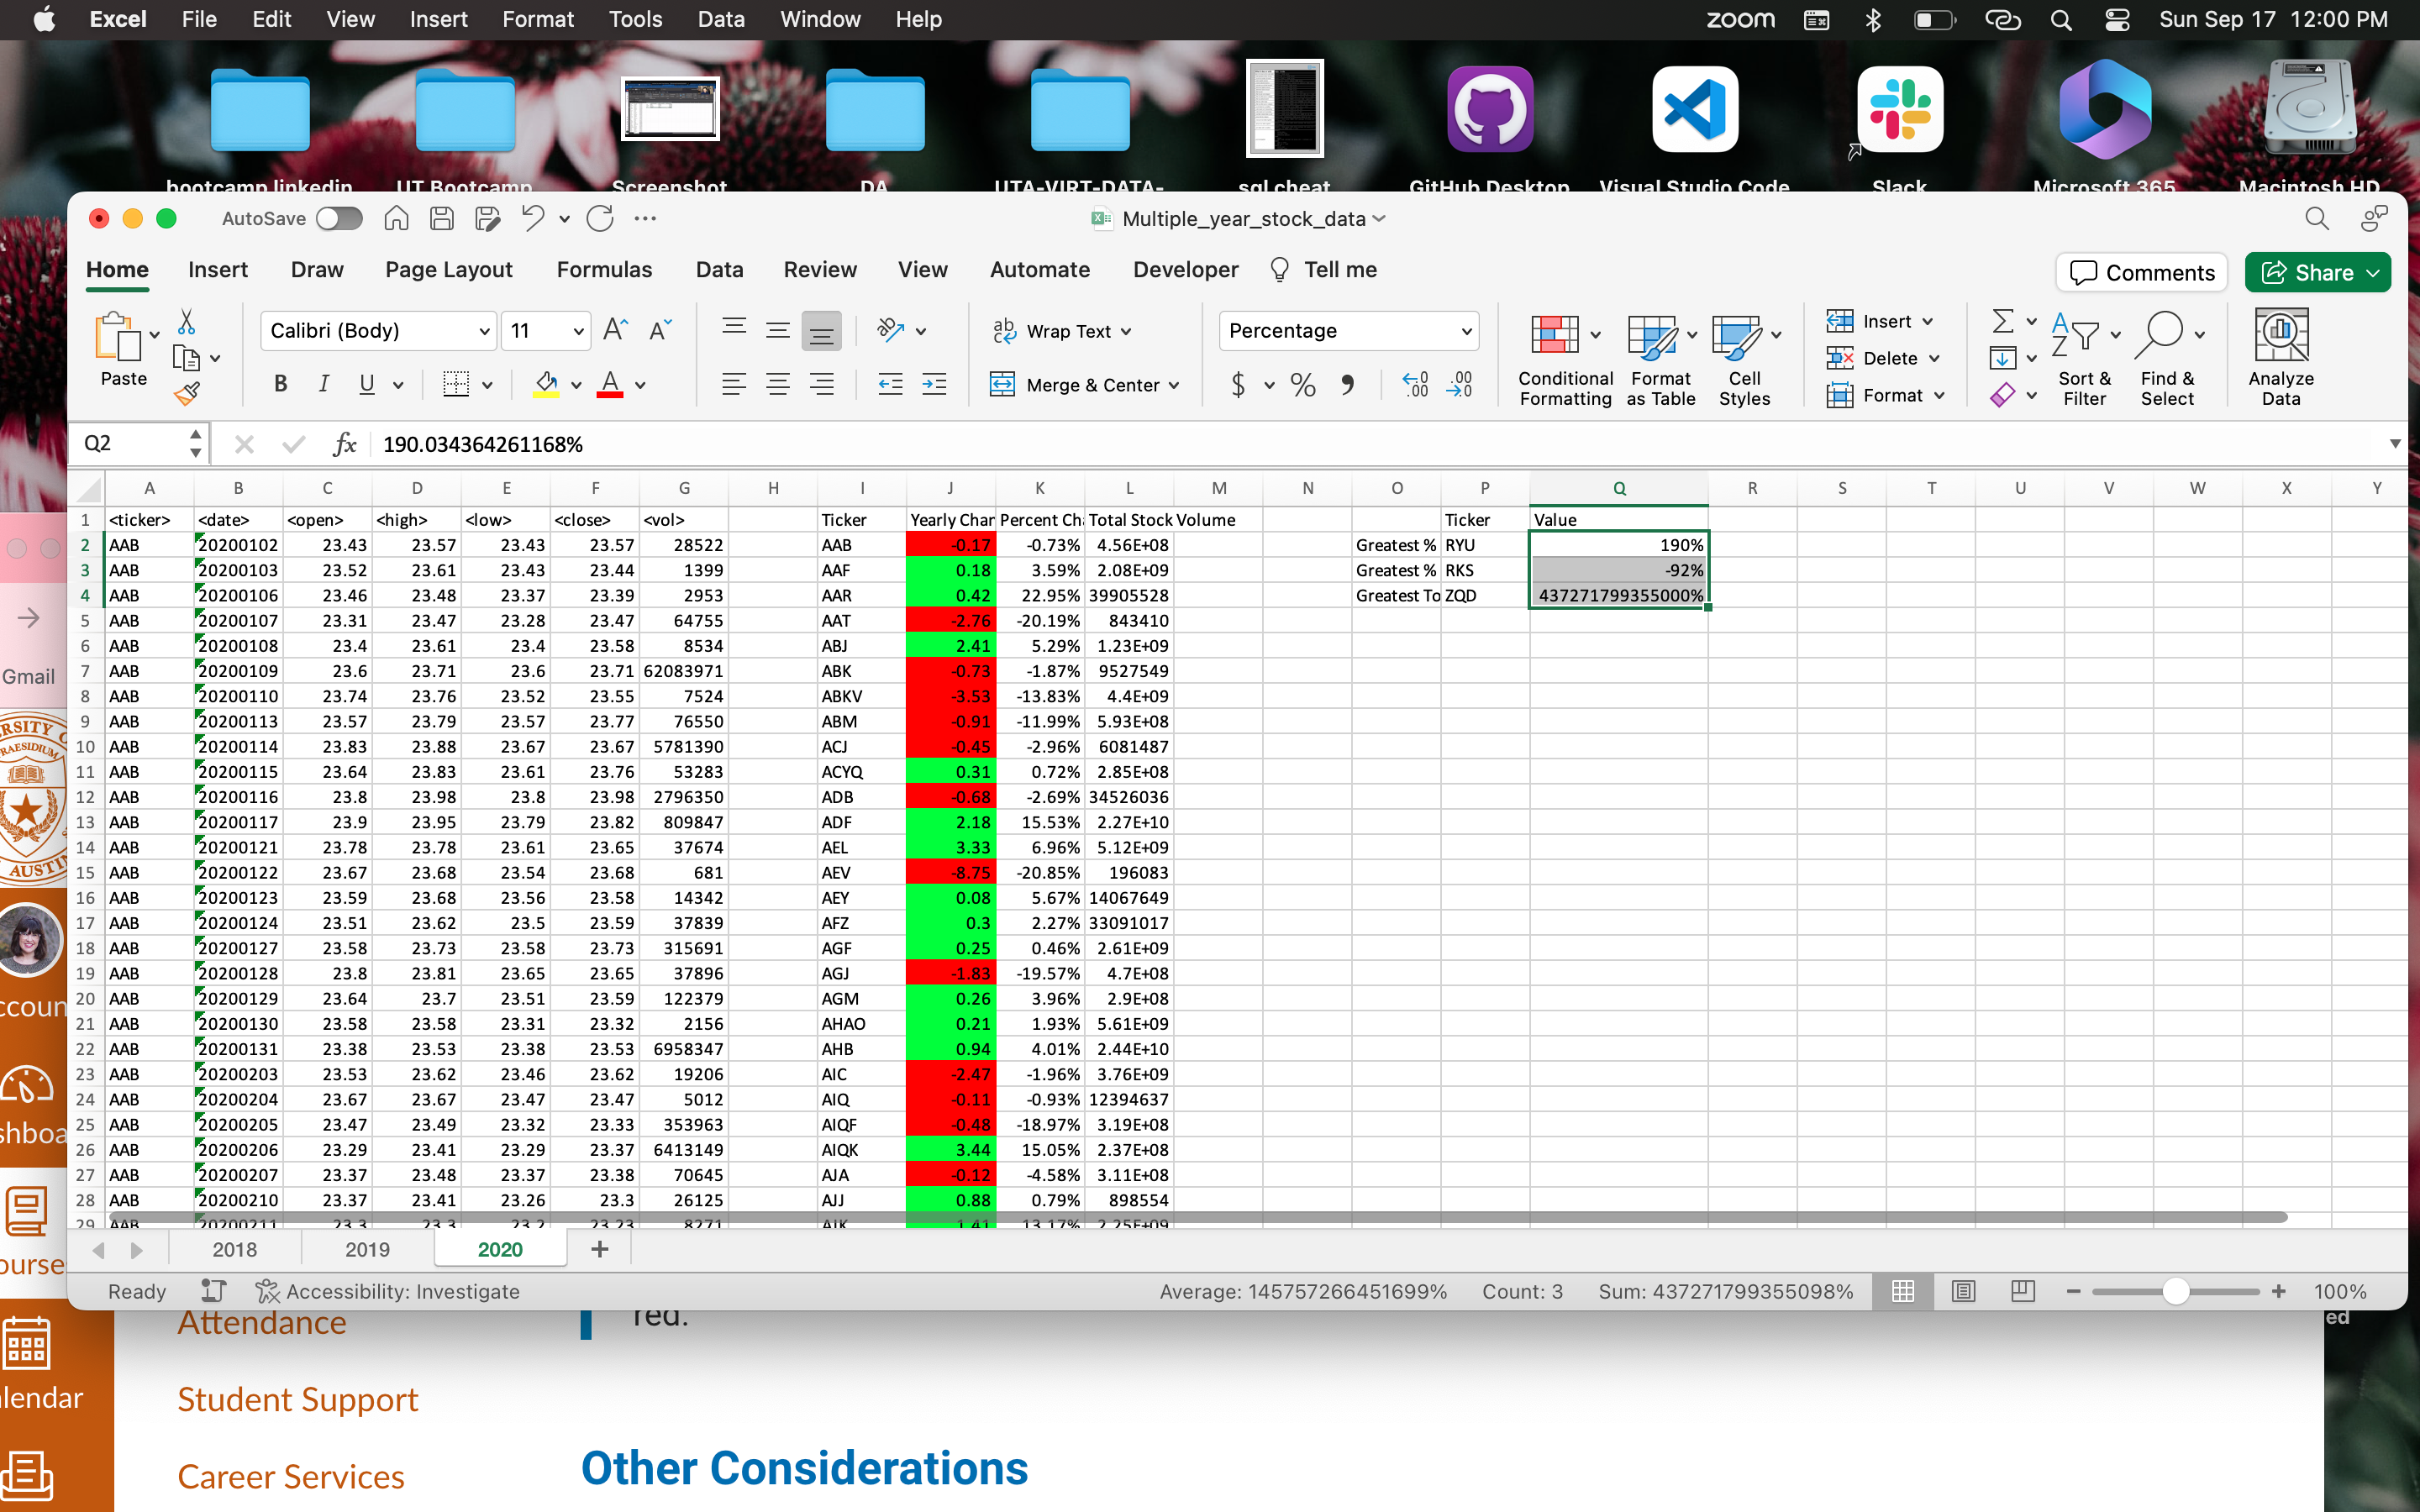 Excel File Edit View Insert Format Tools Data Window Help zoom Sun Sep 17 12:00 PM
bootcamp linkedin UT Bootcamp Screenshot DA UTA-VIRT-DATA- sql cheat GitHub Desktop Visual Studio Code Slack Microsoft 365 Macintosh HD
AutoSave Multiple_year_stock_data
Home Insert Draw Page Layout Formulas Data Review View Automate Developer Tell me Comments Share
Calibri (Body) 11 Wrap Text Percentage Insert
Paste Delete
B I U Merge & Center $ % Conditional Formatting Format as Table Cell Styles Format Sort & Filter Find & Select Analyze Data
Q2 fx 190.034364261168%
A B C D E F G H I J K L M N O P Q R S T U V W X Y
1 <ticker> <date> <open> <high> <low> <close> <vol> Ticker Yearly Char Percent Ch Total Stock Volume Ticker Value
2 AAB 20200102 23.43 23.57 23.43 23.57 28522 AAB -0.17 -0.73% 4.56E+08 Greatest % RYU 190%
3 AAB 20200103 23.52 23.61 23.43 23.44 1399 AAF 0.18 3.59% 2.08E+09 Greatest % RKS -92%
4 AAB 20200106 23.46 23.48 23.37 23.39 2953 AAR 0.42 22.95% 39905528 Greatest To ZQD 437271799355000%
5 AAB 20200107 23.31 23.47 23.28 23.47 64755 AAT -2.76 -20.19% 843410
6 AAB 20200108 23.4 23.61 23.4 23.58 8534 ABJ 2.41 5.29% 1.23E+09
7 AAB 20200109 23.6 23.71 23.6 23.71 62083971 ABK -0.73 -1.87% 9527549
8 AAB 20200110 23.74 23.76 23.52 23.55 7524 ABKV -3.53 -13.83% 4.4E+09
9 AAB 20200113 23.57 23.79 23.57 23.77 76550 ABM -0.91 -11.99% 5.93E+08
10 AAB 20200114 23.83 23.88 23.67 23.67 5781390 ACJ -0.45 -2.96% 6081487
11 AAB 20200115 23.64 23.83 23.61 23.76 53283 ACYQ 0.31 0.72% 2.85E+08
12 AAB 20200116 23.8 23.98 23.8 23.98 2796350 ADB -0.68 -2.69% 34526036
13 AAB 20200117 23.9 23.95 23.79 23.82 809847 ADF 2.18 15.53% 2.27E+10
14 AAB 20200121 23.78 23.78 23.61 23.65 37674 AEL 3.33 6.96% 5.12E+09
15 AAB 20200122 23.67 23.68 23.54 23.68 681 AEV -8.75 -20.85% 196083
16 AAB 20200123 23.59 23.68 23.56 23.58 14342 AEY 0.08 5.67% 14067649
17 AAB 20200124 23.51 23.62 23.5 23.59 37839 AFZ 0.3 2.27% 33091017
18 AAB 20200127 23.58 23.73 23.58 23.73 315691 AGF 0.25 0.46% 2.61E+09
19 AAB 20200128 23.8 23.81 23.65 23.65 37896 AGJ -1.83 -19.57% 4.7E+08
20 AAB 20200129 23.64 23.7 23.51 23.59 122379 AGM 0.26 3.96% 2.9E+08
21 AAB 20200130 23.58 23.58 23.31 23.32 2156 AHAO 0.21 1.93% 5.61E+09
22 AAB 20200131 23.38 23.53 23.38 23.53 6958347 AHB 0.94 4.01% 2.44E+10
23 AAB 20200203 23.53 23.62 23.46 23.62 19206 AIC -2.47 -1.96% 3.76E+09
24 AAB 20200204 23.67 23.67 23.47 23.47 5012 AIQ -0.11 -0.93% 12394637
25 AAB 20200205 23.47 23.49 23.32 23.33 353963 AIQF -0.48 -18.97% 3.19E+08
26 AAB 20200206 23.29 23.41 23.29 23.37 6413149 AIQK 3.44 15.05% 2.37E+08
27 AAB 20200207 23.37 23.48 23.37 23.38 70645 AJA -0.12 -4.58% 3.11E+08
28 AAB 20200210 23.37 23.41 23.26 23.3 26125 AJJ 0.88 0.79% 898554
29 AAB 20200211 23.3 23.3 23.2 23.23 8271 AJK 1.41 13.17% 2.25E+09
2018 2019 2020
Ready Accessibility: Investigate Average: 145757266451699% Count: 3 Sum: 437271799355098% 100%
Gmail
RSITY
RAESIDIUM
AUSTI
ccoun
shboa
ourse
lendar
Attendance
Student Support
Career Services
red.
ed
Other Considerations